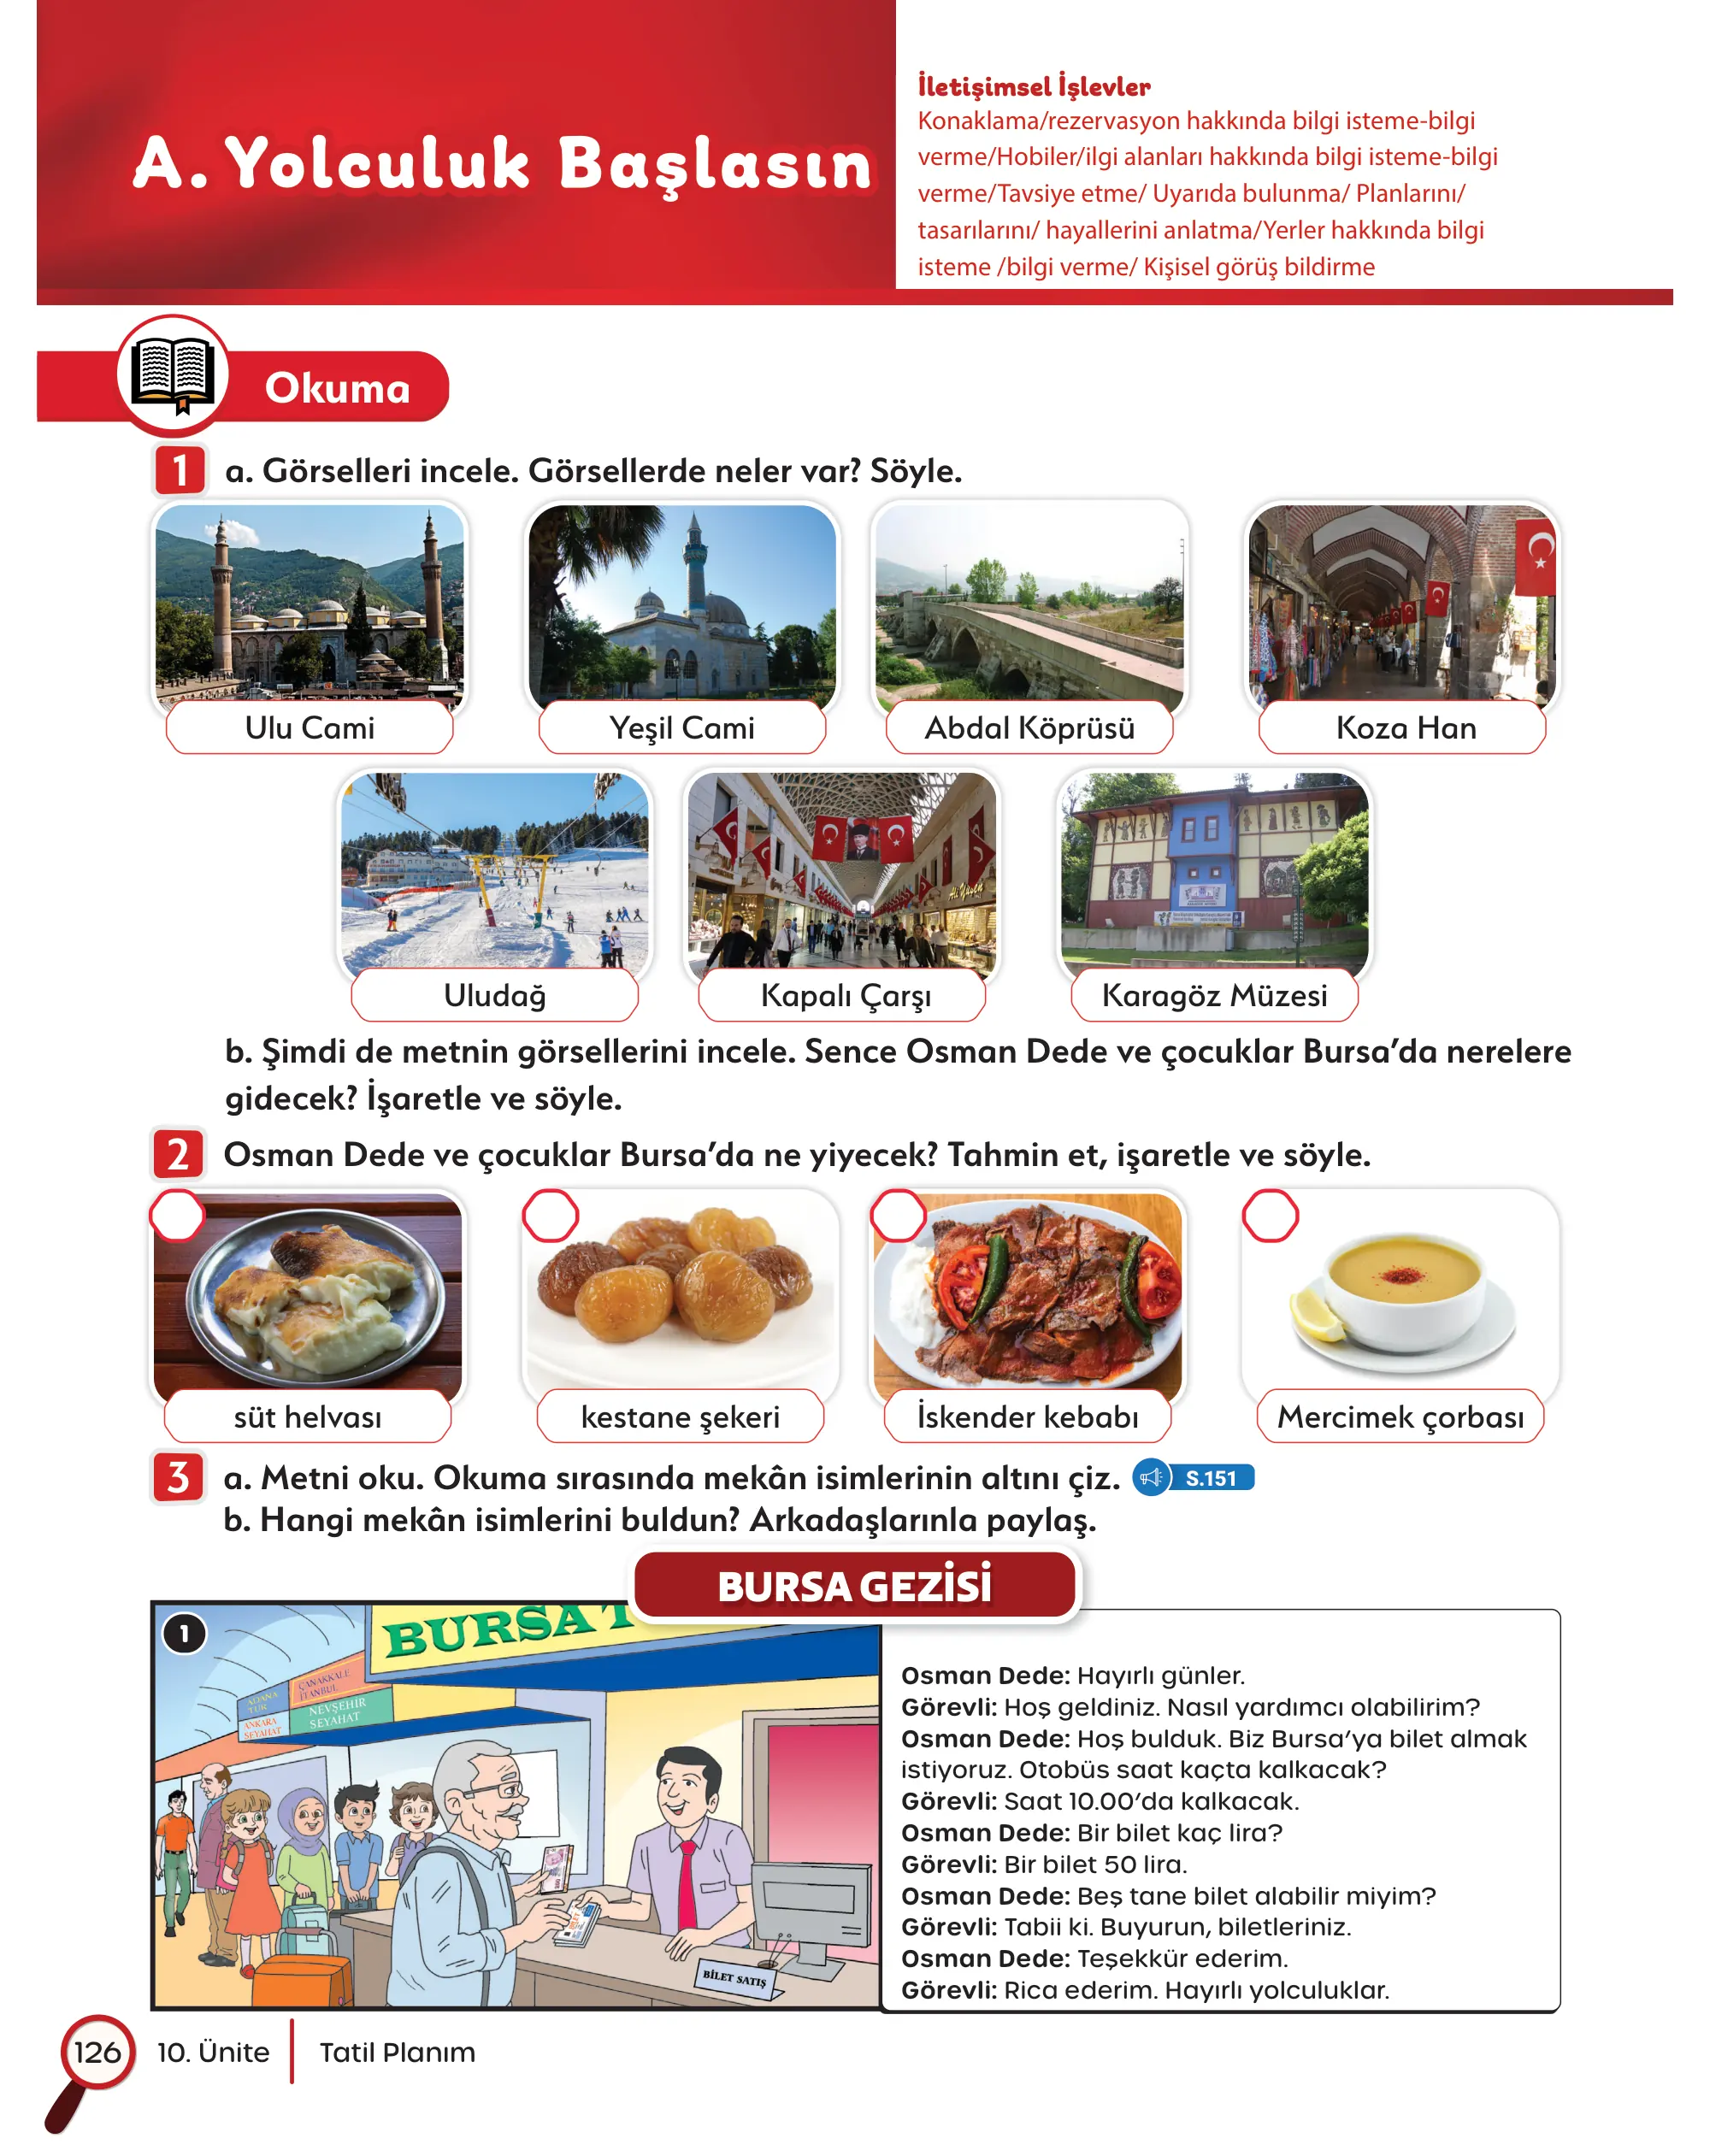 A. Yolculuk Başlasın
İletişimsel İşlevler
Konaklama/rezervasyon hakkında bilgi isteme-bilgi
verme/Hobiler/ilgi alanları hakkında bilgi isteme-bilgi
verme/Tavsiye etme/ Uyarıda bulunma/ Planlarını/
tasarılarını/ hayallerini anlatma/Yerler hakkında bilgi
isteme /bilgi verme/ Kişisel görüş bildirme
Okuma
1 a. Görselleri incele. Görsellerde neler var? Söyle.
Ulu Cami
Yeşil Cami
Abdal Köprüsü
Koza Han
Uludağ
Kapalı Çarşı
Karagöz Müzesi
b. Şimdi de metnin görsellerini incele. Sence Osman Dede ve çocuklar Bursa’da nerelere
gidecek? İşaretle ve söyle.
2 Osman Dede ve çocuklar Bursa’da ne yiyecek? Tahmin et, işaretle ve söyle.
süt helvası
kestane şekeri
İskender kebabı
Mercimek çorbası
3 a. Metni oku. Okuma sırasında mekân isimlerinin altını çiz. S.151
b. Hangi mekân isimlerini buldun? Arkadaşlarınla paylaş.
BURSA GEZİSİ
1
BURSA T
ÇANAKKALE
İSTANBUL
ADANA
TUR
NEVŞEHİR
SEYAHAT
ANKARA
SEYAHAT
BİLET SATIŞ
Osman Dede: Hayırlı günler.
Görevli: Hoş geldiniz. Nasıl yardımcı olabilirim?
Osman Dede: Hoş bulduk. Biz Bursa’ya bilet almak
istiyoruz. Otobüs saat kaçta kalkacak?
Görevli: Saat 10.00’da kalkacak.
Osman Dede: Bir bilet kaç lira?
Görevli: Bir bilet 50 lira.
Osman Dede: Beş tane bilet alabilir miyim?
Görevli: Tabii ki. Buyurun, biletleriniz.
Osman Dede: Teşekkür ederim.
Görevli: Rica ederim. Hayırlı yolculuklar.
126 10. Ünite Tatil Planım